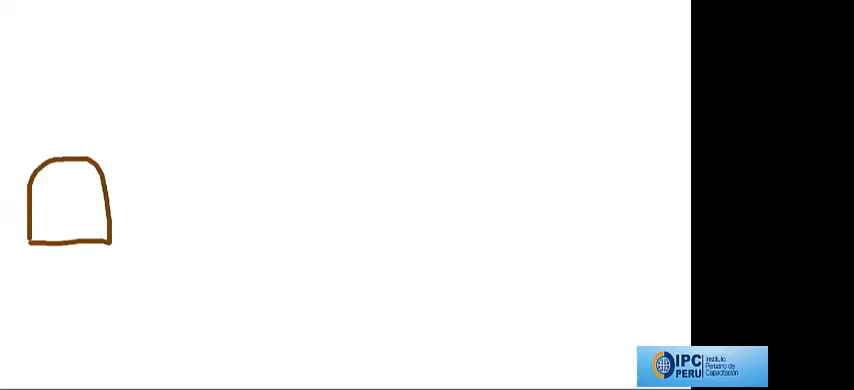 IPC
PERU
Instituto
Peruano de
Capacitación